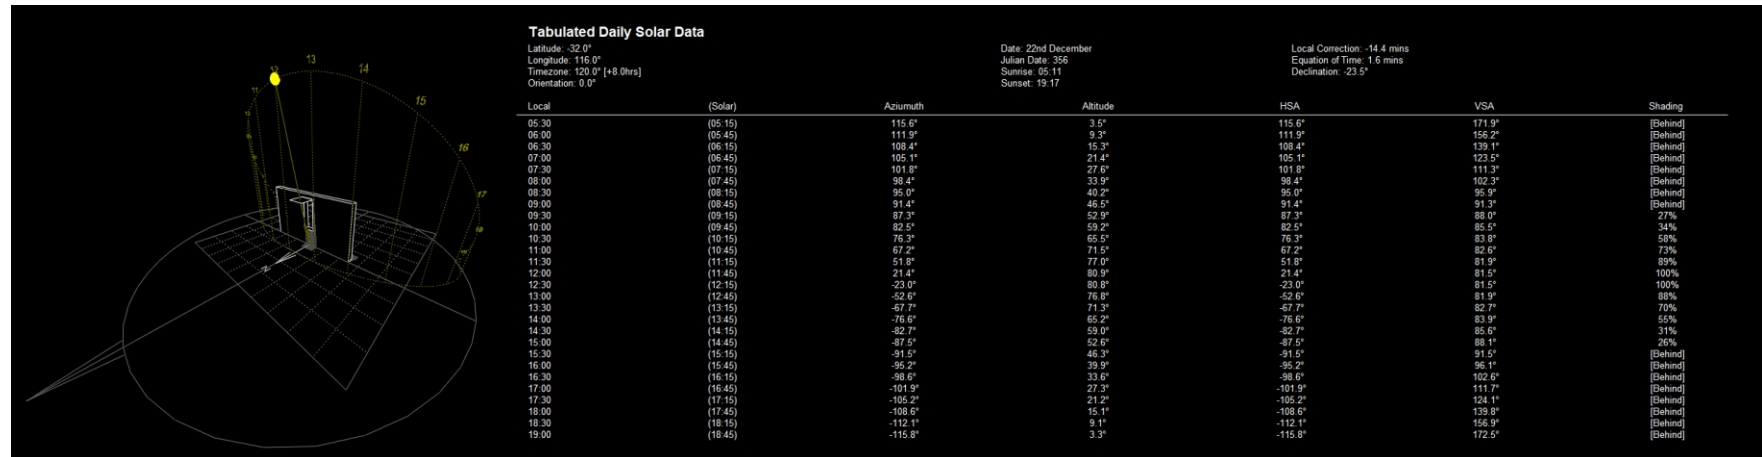 Tabulated Daily Solar Data
Latitude: -32.0°
Longitude: 116.0°
Timezone: 120.0° [+8.0hrs]
Orientation: 0.0°
Date: 22nd December
Julian Date: 356
Sunrise: 05:11
Sunset: 19:17
Local Correction: -14.4 mins
Equation of Time: 1.6 mins
Declination: -23.5°
Local (Solar) Aziumuth Altitude HSA VSA Shading
05:30 (05:15) 115.6° 3.5° 115.6° 171.9° [Behind]
06:00 (05:45) 111.9° 9.3° 111.9° 156.2° [Behind]
06:30 (06:15) 108.4° 15.3° 108.4° 139.1° [Behind]
07:00 (06:45) 105.1° 21.4° 105.1° 123.5° [Behind]
07:30 (07:15) 101.8° 27.6° 101.8° 111.3° [Behind]
08:00 (07:45) 98.4° 33.9° 98.4° 102.3° [Behind]
08:30 (08:15) 95.0° 40.2° 95.0° 95.9° [Behind]
09:00 (08:45) 91.4° 46.5° 91.4° 91.3° [Behind]
09:30 (09:15) 87.3° 52.9° 87.3° 88.0° 27%
10:00 (09:45) 82.5° 59.2° 82.5° 85.5° 34%
10:30 (10:15) 76.3° 65.5° 76.3° 83.8° 58%
11:00 (10:45) 67.2° 71.5° 67.2° 82.6° 73%
11:30 (11:15) 51.8° 77.0° 51.8° 81.9° 89%
12:00 (11:45) 21.4° 80.9° 21.4° 81.5° 100%
12:30 (12:15) -23.0° 80.8° -23.0° 81.5° 100%
13:00 (12:45) -52.6° 76.8° -52.6° 81.9° 88%
13:30 (13:15) -67.7° 71.3° -67.7° 82.7° 70%
14:00 (13:45) -76.6° 65.2° -76.6° 83.9° 55%
14:30 (14:15) -82.7° 59.0° -82.7° 85.6° 31%
15:00 (14:45) -87.5° 52.6° -87.5° 88.1° 26%
15:30 (15:15) -91.5° 46.3° -91.5° 91.5° [Behind]
16:00 (15:45) -95.2° 39.9° -95.2° 96.1° [Behind]
16:30 (16:15) -98.6° 33.6° -98.6° 102.6° [Behind]
17:00 (16:45) -101.9° 27.3° -101.9° 111.7° [Behind]
17:30 (17:15) -105.2° 21.2° -105.2° 124.1° [Behind]
18:00 (17:45) -108.6° 15.1° -108.6° 139.8° [Behind]
18:30 (18:15) -112.1° 9.1° -112.1° 156.9° [Behind]
19:00 (18:45) -115.8° 3.3° -115.8° 172.5° [Behind]
11
12
13
14
15
16
17
18
N